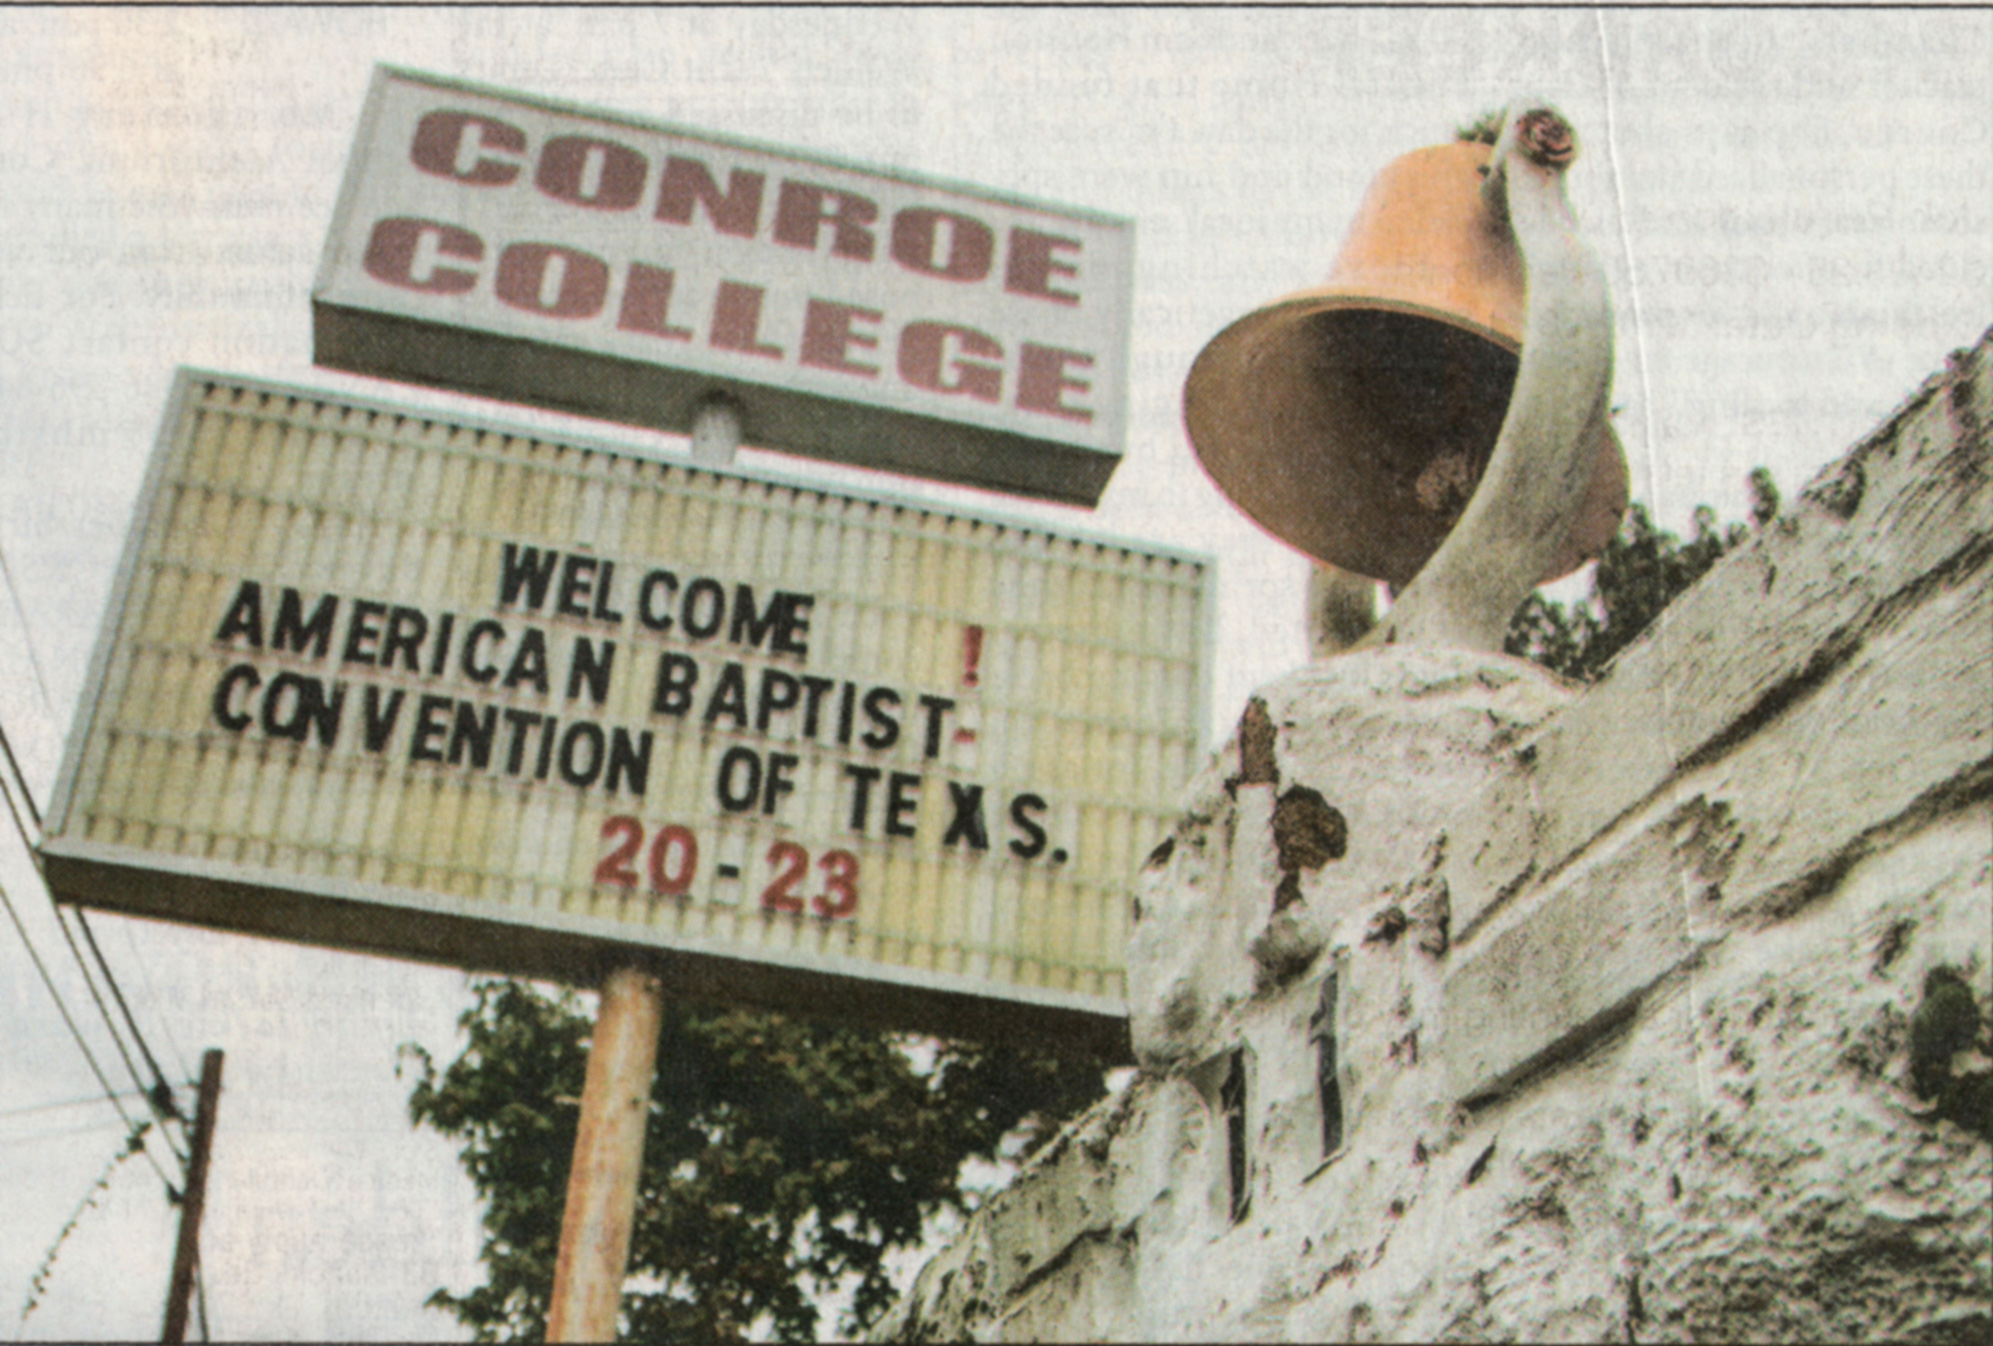 CONROE
COLLEGE
WELCOME !
AMERICAN BAPTIST-
CONVENTION OF TEXS.
20-23